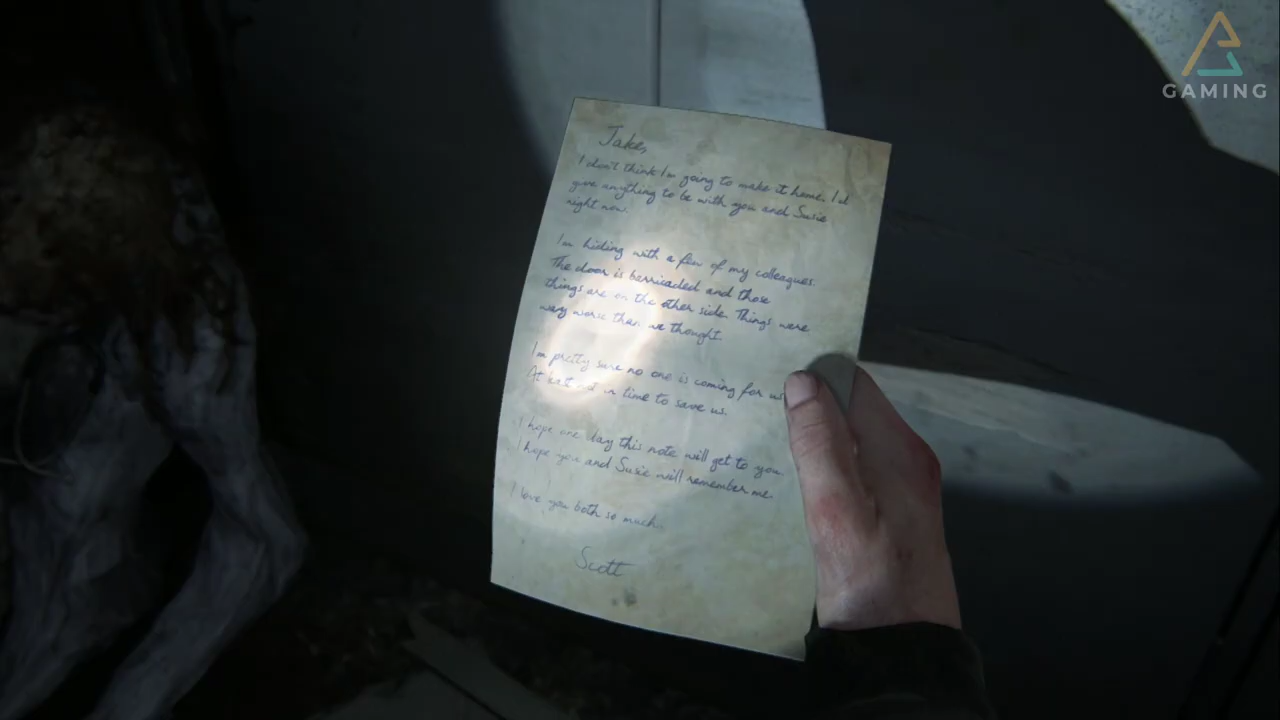 Jake,
I don't think I'm going to make it home. I'd
give anything to be with you and Susie
right now.
I'm hiding with a few of my colleagues.
The door is barricaded and those
things are on the other side. Things were
way worse than we thought.
I'm pretty sure no one is coming for us.
At least not in time to save us.
I hope one day this note will get to you.
I hope you and Susie will remember me.
I love you both so much.
Scott
GAMING